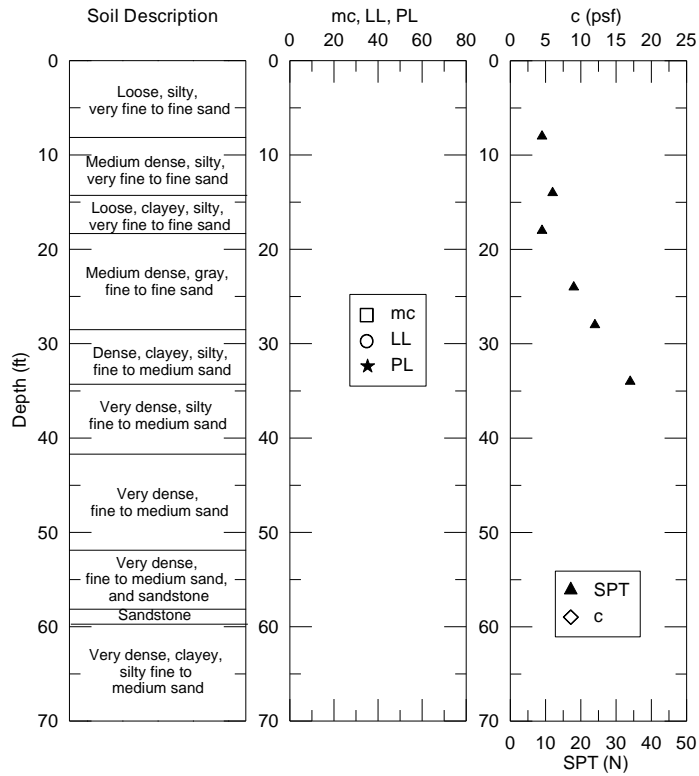 Soil Description
mc, LL, PL
c (psf)
0 20 40 60 80
0 5 10 15 20 25
Depth (ft)
0
10
20
30
40
50
60
70
Loose, silty,
very fine to fine sand
Medium dense, silty,
very fine to fine sand
Loose, clayey, silty,
very fine to fine sand
Medium dense, gray,
fine to fine sand
Dense, clayey, silty,
fine to medium sand
Very dense, silty
fine to medium sand
Very dense,
fine to medium sand
Very dense,
fine to medium sand,
and sandstone
Sandstone
Very dense, clayey,
silty fine to
medium sand
0
10
20
30
40
50
60
70
mc
LL
PL
0
10
20
30
40
50
60
70
SPT
c
0 10 20 30 40 50
SPT (N)